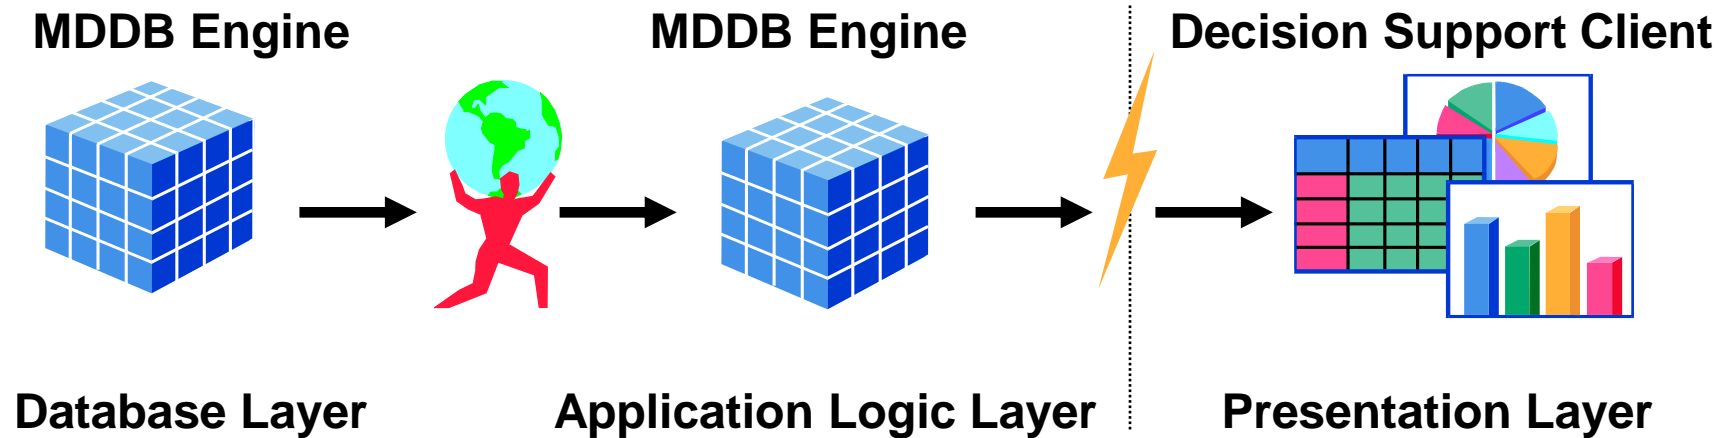 MDDB Engine
MDDB Engine
Decision Support Client
Database Layer
Application Logic Layer
Presentation Layer